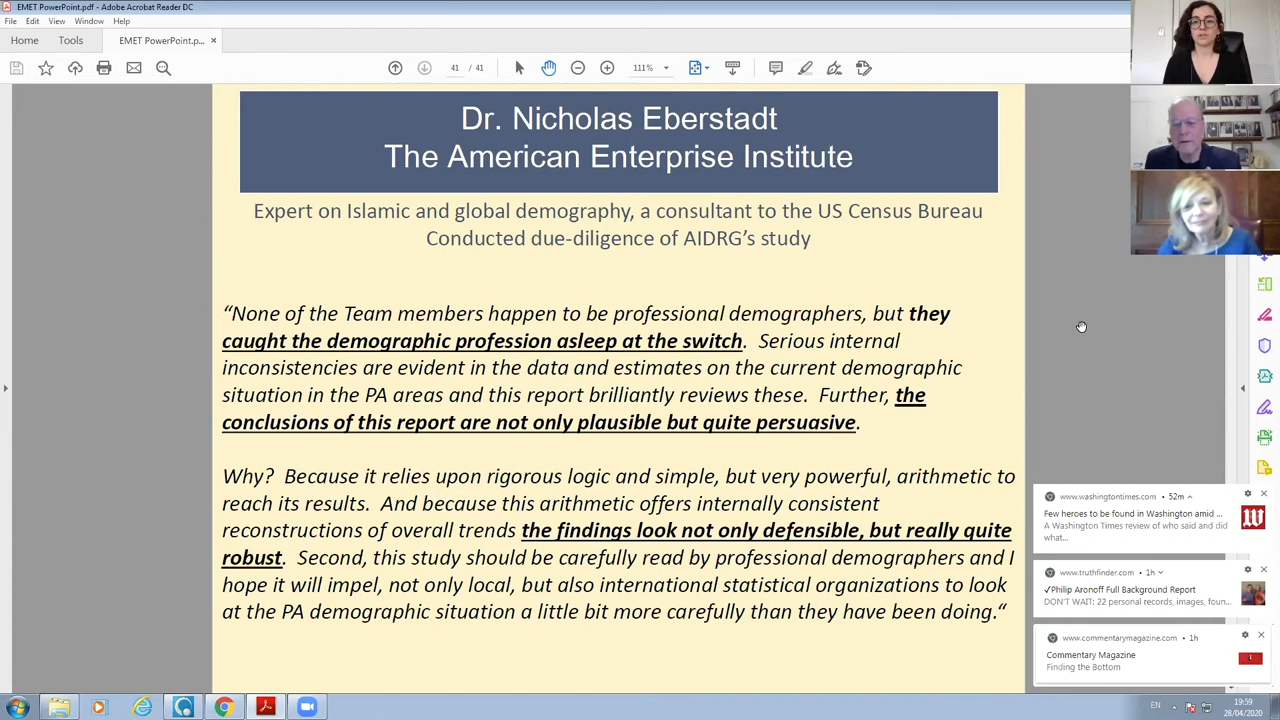 EMET PowerPoint.pdf - Adobe Acrobat Reader DC
File Edit View Window Help
Home Tools EMET PowerPoint.p... ×
41 / 41 111%
Dr. Nicholas Eberstadt
The American Enterprise Institute
Expert on Islamic and global demography, a consultant to the US Census Bureau
Conducted due-diligence of AIDRG’s study
“None of the Team members happen to be professional demographers, but they
caught the demographic profession asleep at the switch. Serious internal
inconsistencies are evident in the data and estimates on the current demographic
situation in the PA areas and this report brilliantly reviews these. Further, the
conclusions of this report are not only plausible but quite persuasive.
Why? Because it relies upon rigorous logic and simple, but very powerful, arithmetic to
reach its results. And because this arithmetic offers internally consistent
reconstructions of overall trends the findings look not only defensible, but really quite
robust. Second, this study should be carefully read by professional demographers and I
hope it will impel, not only local, but also international statistical organizations to look
at the PA demographic situation a little bit more carefully than they have been doing.“
www.washingtontimes.com • 52m
Few heroes to be found in Washington amid ...
A Washington Times review of who said and did
what...
www.truthfinder.com • 1h
✓Philip Aronoff Full Background Report
DON'T WAIT: 22 personal records, images, foun...
www.commentarymagazine.com • 1h
Commentary Magazine
Finding the Bottom
EN
19:59
28/04/2020